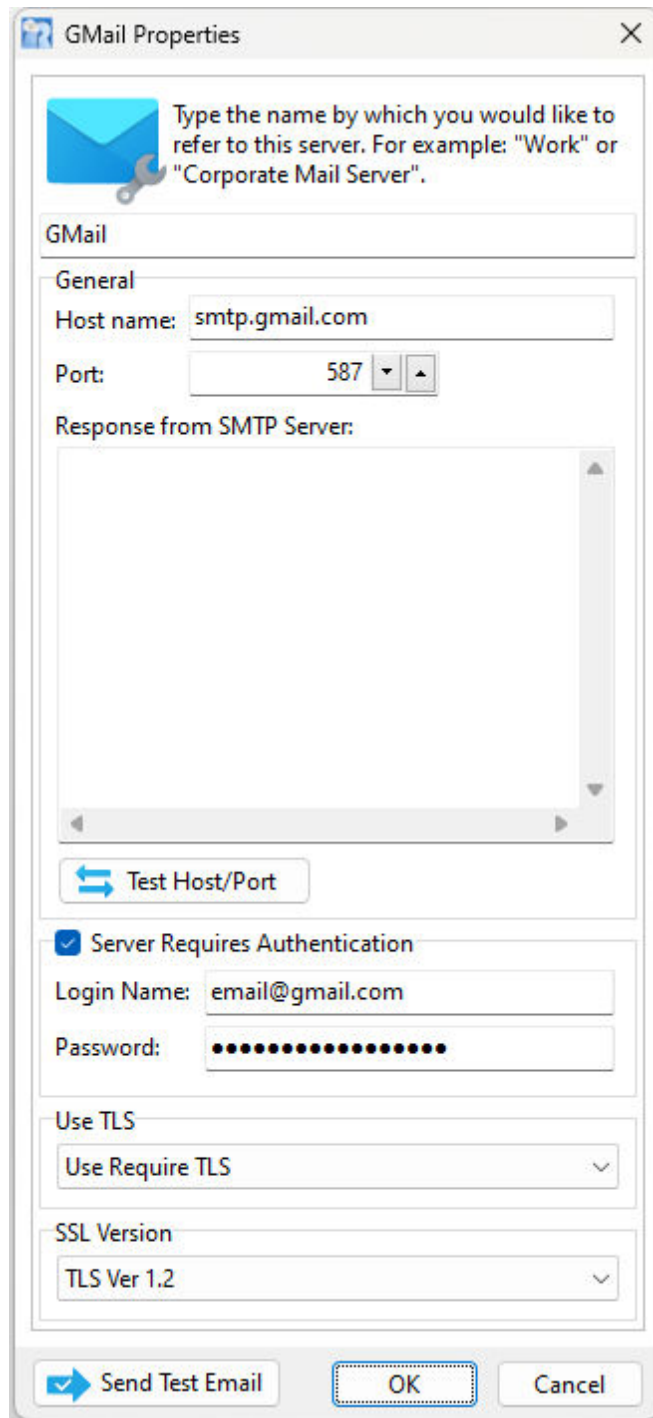 GMail Properties
Type the name by which you would like to
refer to this server. For example: "Work" or
"Corporate Mail Server".
GMail
General
Host name: smtp.gmail.com
Port: 587
Response from SMTP Server:
Test Host/Port
Server Requires Authentication
Login Name: email@gmail.com
Password: ●●●●●●●●●●●●●●●●●
Use TLS
Use Require TLS
SSL Version
TLS Ver 1.2
Send Test Email OK Cancel